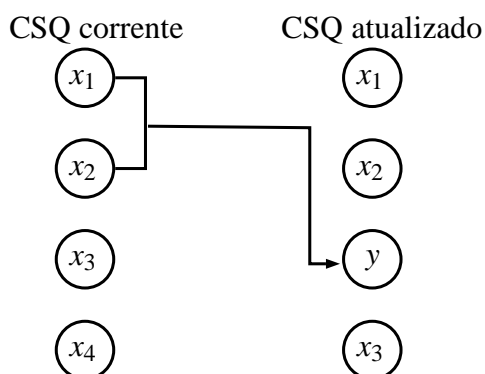 CSQ corrente CSQ atualizado
x1 x1
x2 x2
x3 y
x4 x3